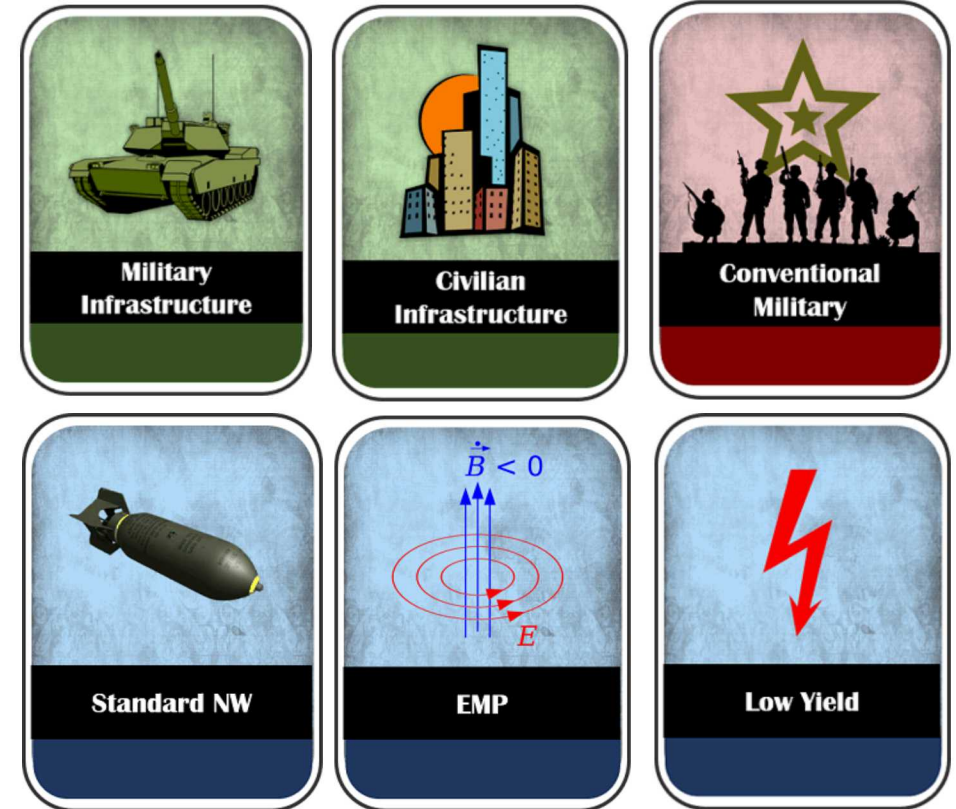 Military
Infrastructure
Civilian
Infrastructure
Conventional
Military
Standard NW
B⃗̇ < 0
E
EMP
Low Yield